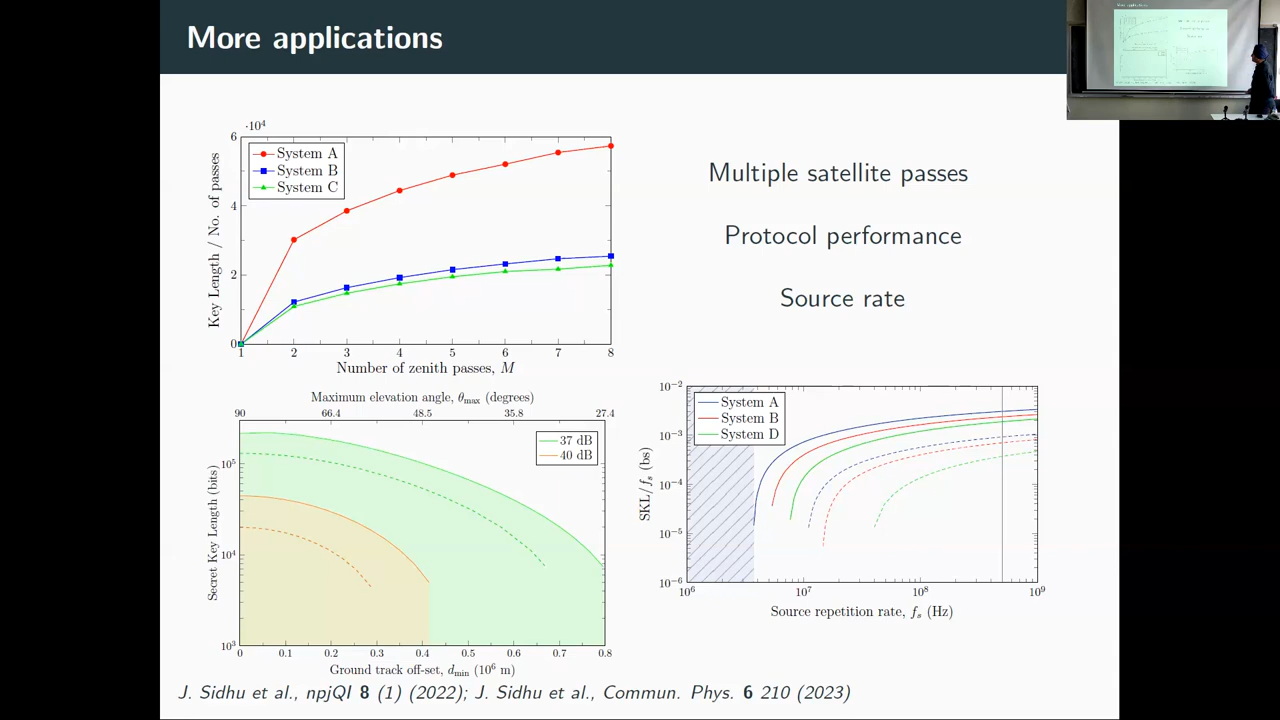 More applications
·10⁴
6
4
2
0
Key Length / No. of passes
System A
System B
System C
1 2 3 4 5 6 7 8
Number of zenith passes, M
Multiple satellite passes
Protocol performance
Source rate
Maximum elevation angle, θmax (degrees)
90 66.4 48.5 35.8 27.4
37 dB
40 dB
Secret Key Length (bits)
10⁵
10⁴
10³
0 0.1 0.2 0.3 0.4 0.5 0.6 0.7 0.8
Ground track off-set, dmin (10⁶ m)
System A
System B
System D
SKL/fs (bs)
10⁻²
10⁻³
10⁻⁴
10⁻⁵
10⁻⁶
10⁶ 10⁷ 10⁸ 10⁹
Source repetition rate, fs (Hz)
J. Sidhu et al., npjQI 8 (1) (2022); J. Sidhu et al., Commun. Phys. 6 210 (2023)